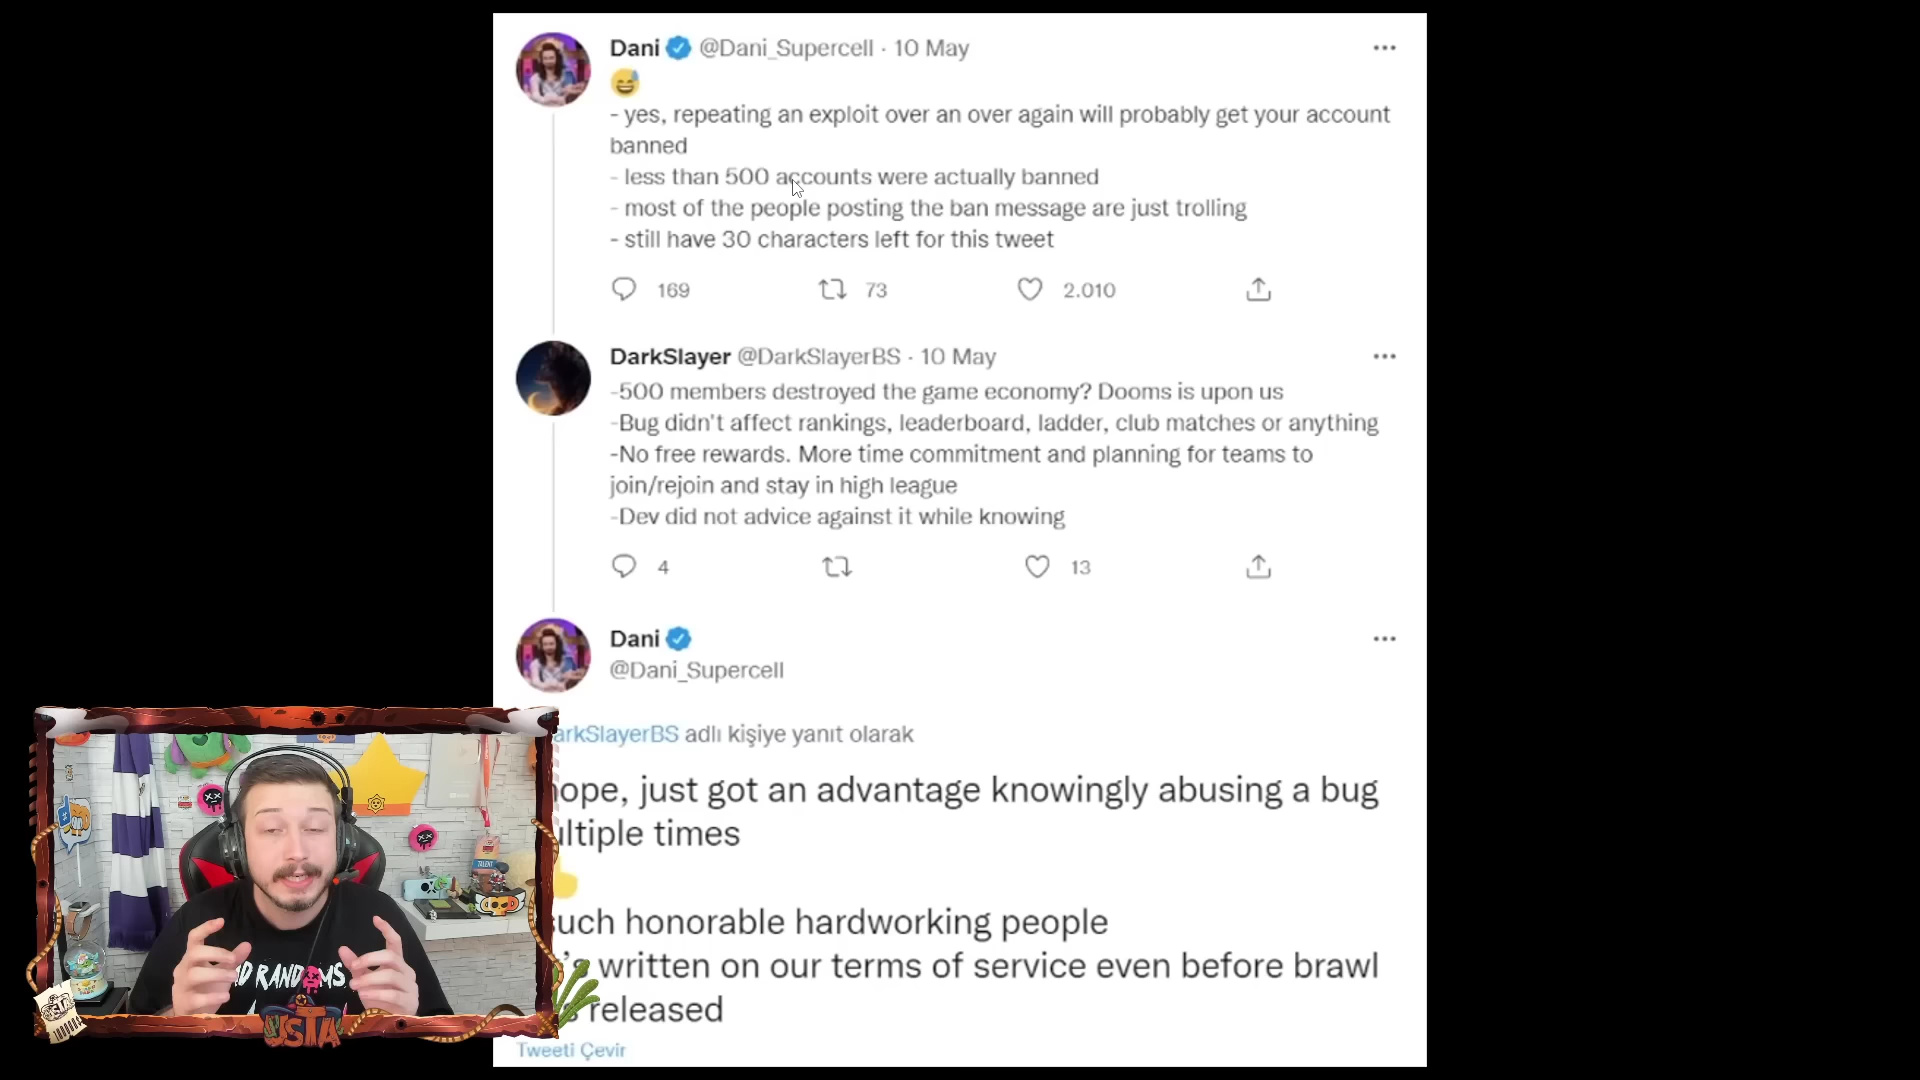 Dani @Dani_Supercell · 10 May
- yes, repeating an exploit over an over again will probably get your account
banned
- less than 500 accounts were actually banned
- most of the people posting the ban message are just trolling
- still have 30 characters left for this tweet
169 73 2.010
DarkSlayer @DarkSlayerBS · 10 May
-500 members destroyed the game economy? Dooms is upon us
-Bug didn't affect rankings, leaderboard, ladder, club matches or anything
-No free rewards. More time commitment and planning for teams to
join/rejoin and stay in high league
-Dev did not advice against it while knowing
4 13
Dani
@Dani_Supercell
arkSlayerBS adlı kişiye yanıt olarak
ope, just got an advantage knowingly abusing a bug
ultiple times
such honorable hardworking people
's written on our terms of service even before brawl
s released
Tweeti Çevir
TALENT
D RANDOMS
USTA